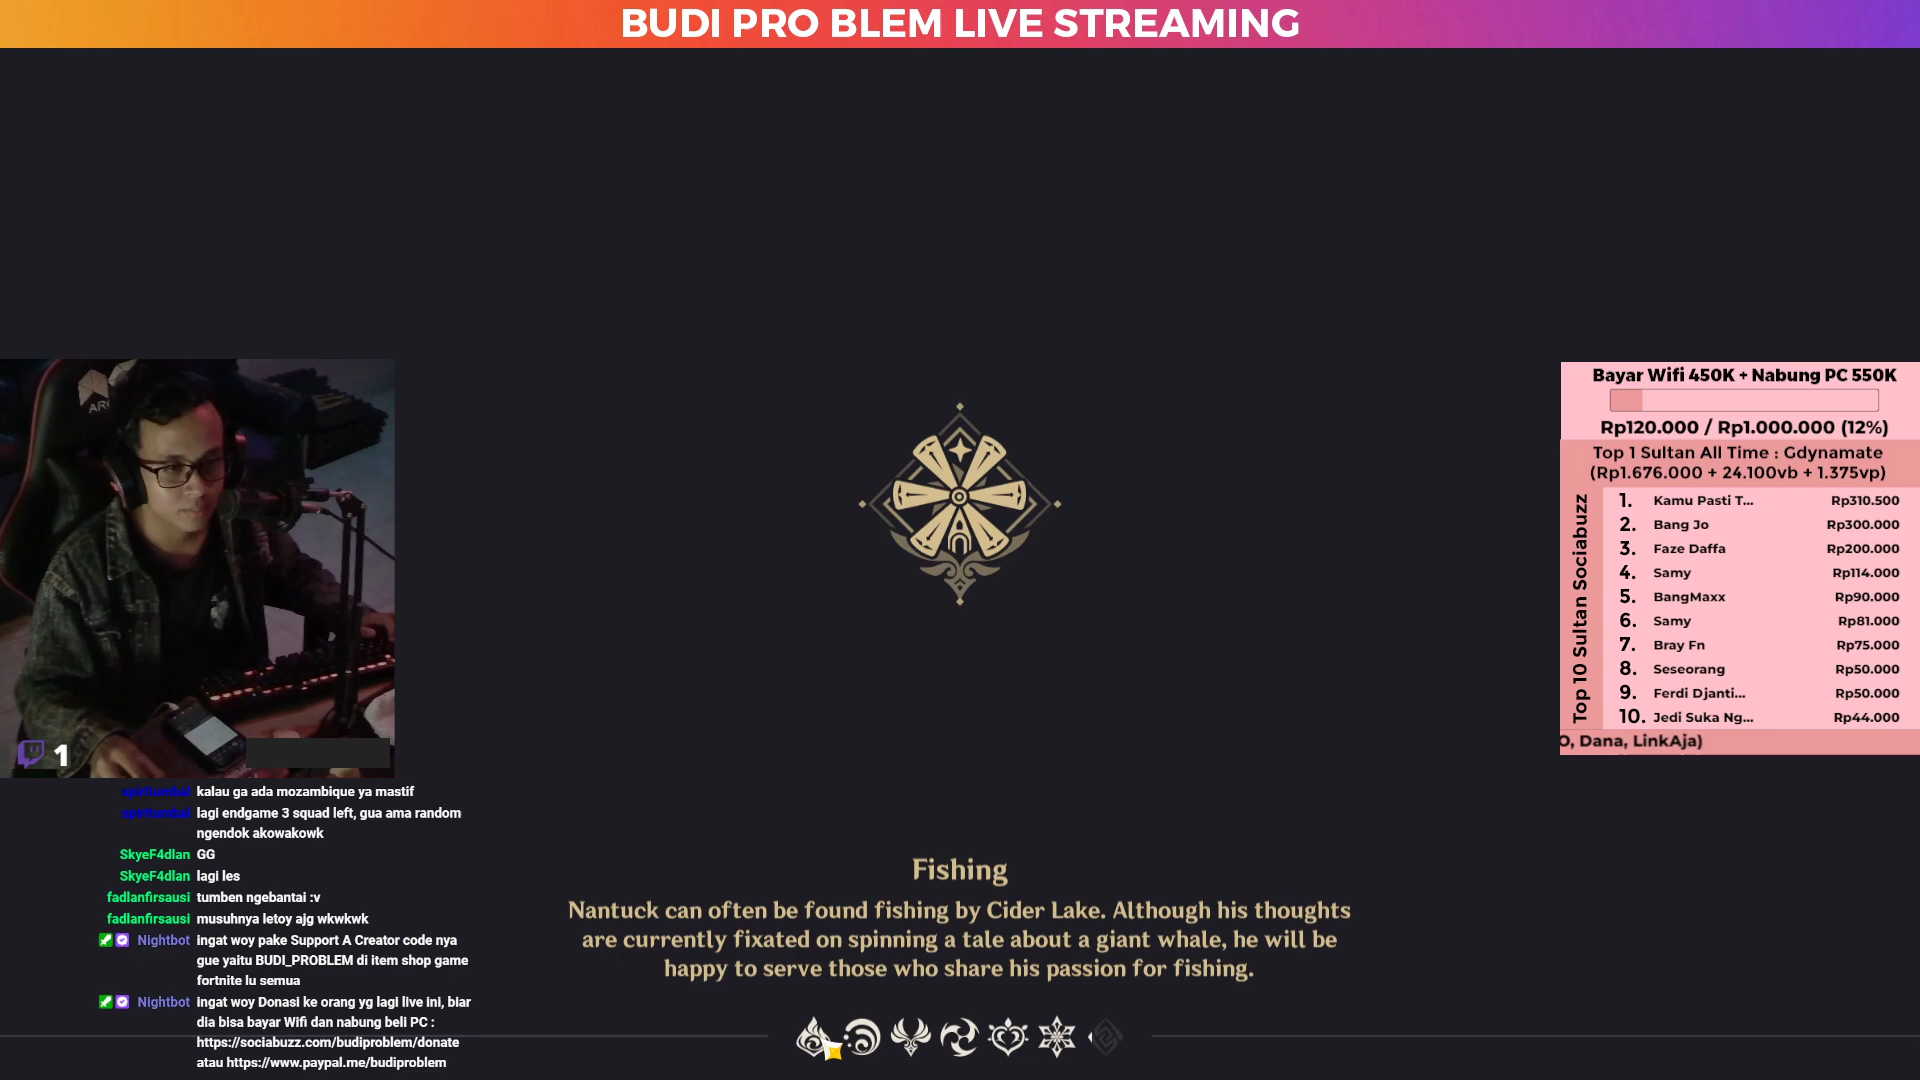 BUDI PRO BLEM LIVE STREAMING
1
spiritambal kalau ga ada mozambique ya mastif
lagi endgame 3 squad left, gua ama random
ngendok akowakowk
SkyeF4dlan GG
SkyeF4dlan lagi les
fadlanfirsausi tumben ngebantai :v
fadlanfirsausi musuhnya letoy ajg wkwkwk
Nightbot Ingat woy pake Support A Creator code nya
gue yaitu BUDI_PROBLEM di item shop game
fortnite lu semua
Nightbot Ingat woy Donasi ke orang yg lagi live ini, biar
dia bisa bayar Wifi dan nabung beli PC :
https://sociabuzz.com/budiproblem/donate
atau https://www.paypal.me/budiproblem
Fishing
Nantuck can often be found fishing by Cider Lake. Although his thoughts
are currently fixated on spinning a tale about a giant whale, he will be
happy to serve those who share his passion for fishing.
Bayar Wifi 450K + Nabung PC 550K
Rp120.000 / Rp1.000.000 (12%)
Top 1 Sultan All Time : Gdynamate
(Rp1.676.000 + 24.100vb + 1.375vp)
Top 10 Sultan Sociabuzz
1. Kamu Pasti T... Rp310.500
2. Bang Jo Rp300.000
3. Faze Daffa Rp200.000
4. Samy Rp114.000
5. BangMaxx Rp90.000
6. Samy Rp81.000
7. Bray Fn Rp75.000
8. Seseorang Rp50.000
9. Ferdi Djanti... Rp50.000
10. Jedi Suka Ng... Rp44.000
O, Dana, LinkAja)